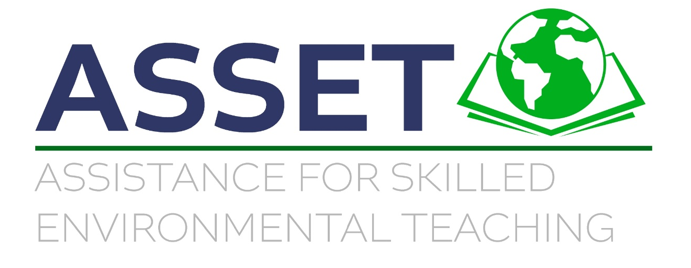 ASSET
ASSISTANCE FOR SKILLED
ENVIRONMENTAL TEACHING